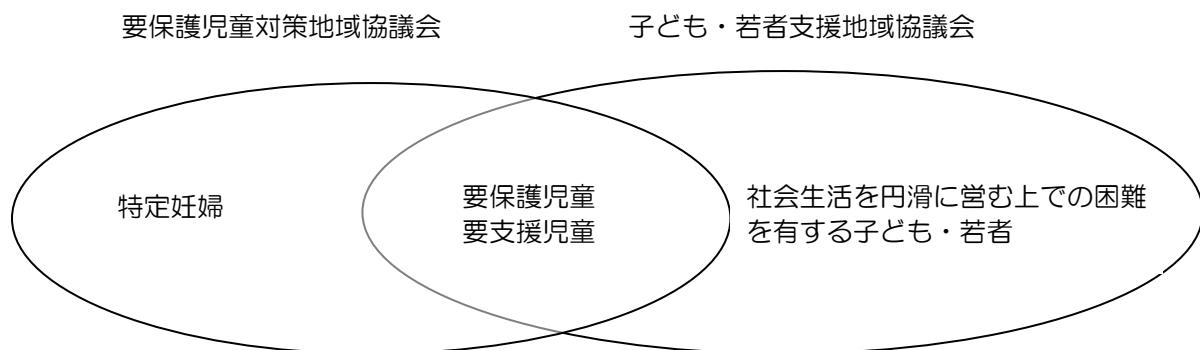 要保護児童対策地域協議会
子ども・若者支援地域協議会
特定妊婦
要保護児童
要支援児童
社会生活を円滑に営む上での困難
を有する子ども・若者